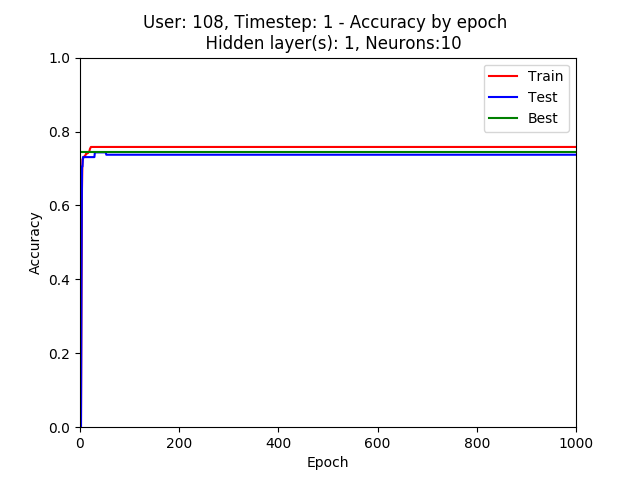 User: 108, Timestep: 1 - Accuracy by epoch
Hidden layer(s): 1, Neurons:10
1.0
Train
Test
Best
0.8
0.6
Accuracy
0.4
0.2
0.0
0 200 400 600 800 1000
Epoch